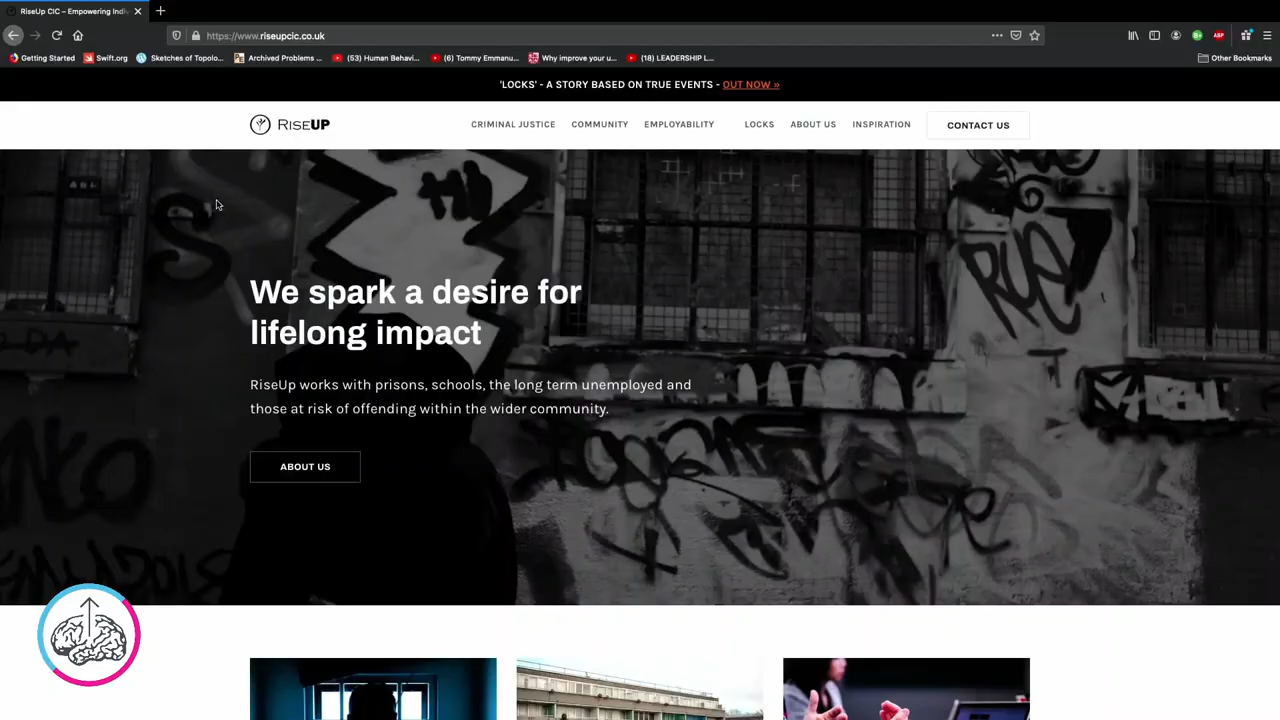 RiseUp CIC – Empowering Indiv
https://www.riseupcic.co.uk
Getting Started
Swift.org
Sketches of Topolo...
Archived Problems ...
(53) Human Behavi...
(6) Tommy Emmanu...
Why improve your u...
(18) LEADERSHIP L...
Other Bookmarks
'LOCKS' - A STORY BASED ON TRUE EVENTS - OUT NOW »
RISEUP
CRIMINAL JUSTICE
COMMUNITY
EMPLOYABILITY
LOCKS
ABOUT US
INSPIRATION
CONTACT US
We spark a desire for
lifelong impact
RiseUp works with prisons, schools, the long term unemployed and
those at risk of offending within the wider community.
ABOUT US